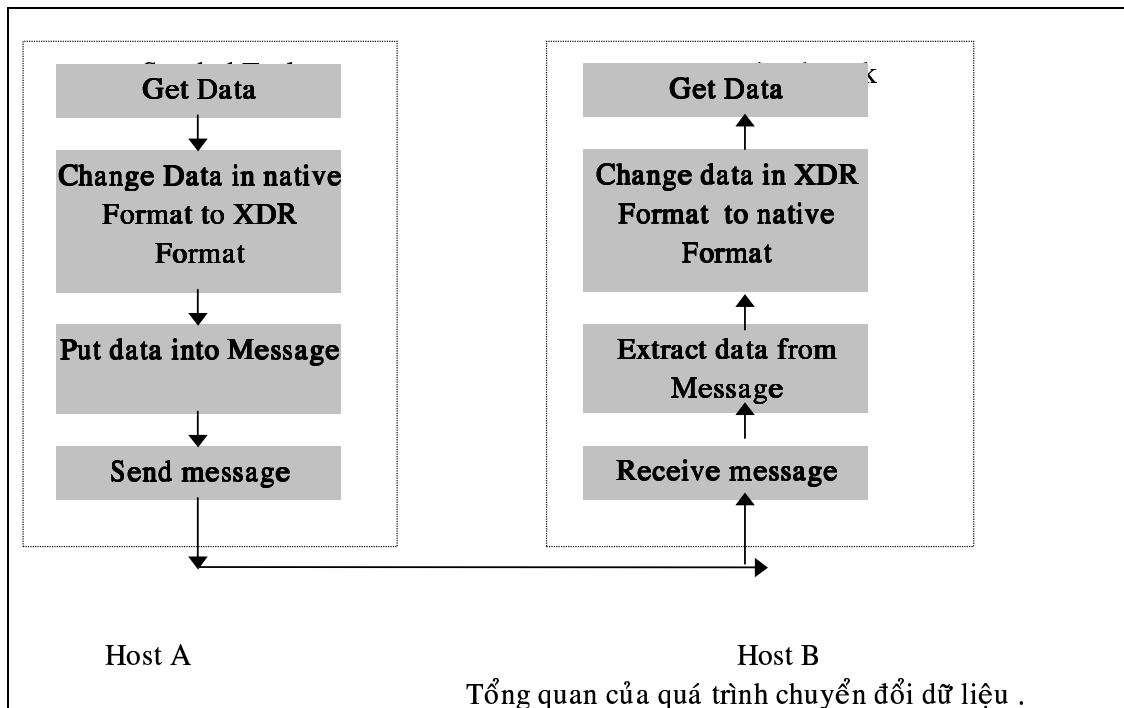 Get Data
Change Data in native
Format to XDR
Format
Put data into Message
Send message
Get Data
Change data in XDR
Format to native
Format
Extract data from
Message
Receive message
Host A
Host B
Tổng quan của quá trình chuyển đổi dữ liệu .